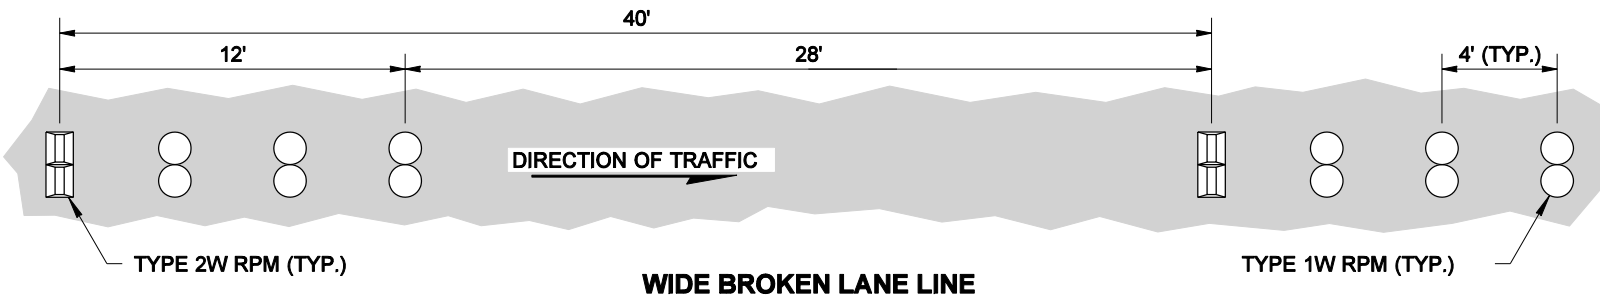 40'
12'
28'
4' (TYP.)
DIRECTION OF TRAFFIC
TYPE 2W RPM (TYP.)
TYPE 1W RPM (TYP.)
WIDE BROKEN LANE LINE